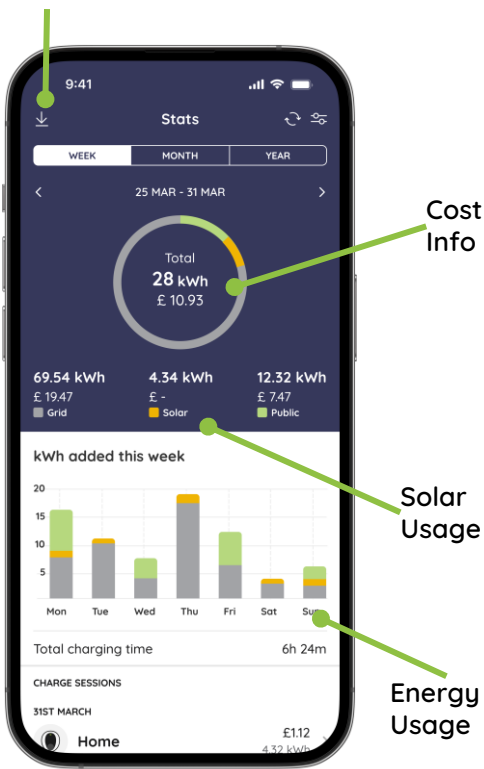 9:41
Stats
WEEK MONTH YEAR
25 MAR - 31 MAR
Total
28 kWh
£ 10.93
Cost
Info
69.54 kWh 4.34 kWh 12.32 kWh
£ 19.47 £ - £ 7.47
Grid Solar Public
kWh added this week
20
15
10
5
Mon Tue Wed Thu Fri Sat Sun
Solar
Usage
Total charging time 6h 24m
CHARGE SESSIONS
31ST MARCH
Home £1.12
4.32 kWh
Energy
Usage